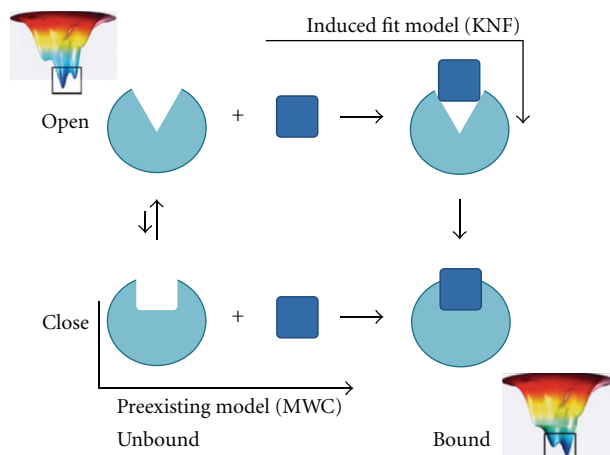 Induced fit model (KNF)
Open
+
+
Close
Preexisting model (MWC)
Unbound
Bound